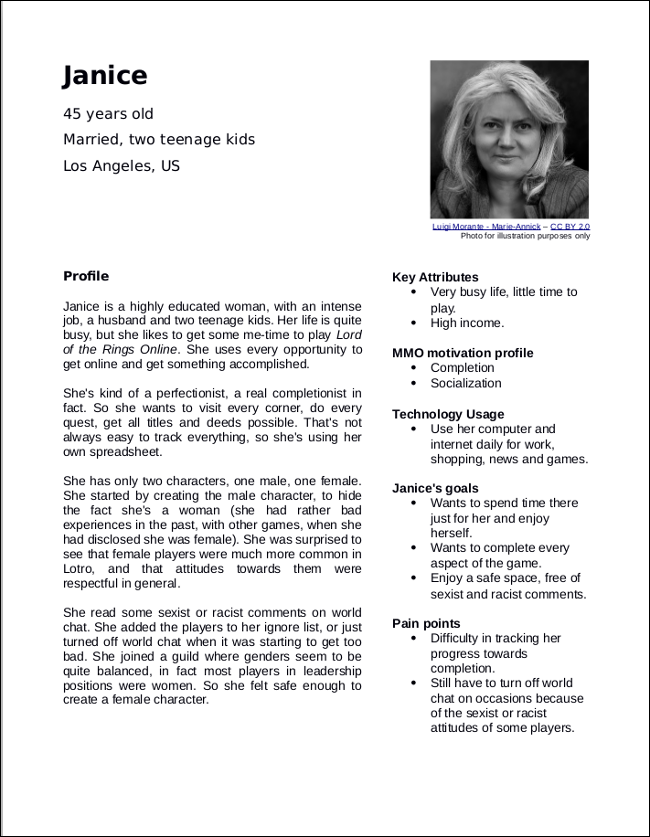 Janice
45 years old
Married, two teenage kids
Los Angeles, US
Luigi Morante - Marie-Annick – CC BY 2.0
Photo for illustration purposes only
Profile
Janice is a highly educated woman, with an intense
job, a husband and two teenage kids. Her life is quite
busy, but she likes to get some me-time to play Lord
of the Rings Online. She uses every opportunity to
get online and get something accomplished.
She's kind of a perfectionist, a real completionist in
fact. So she wants to visit every corner, do every
quest, get all titles and deeds possible. That's not
always easy to track everything, so she's using her
own spreadsheet.
She has only two characters, one male, one female.
She started by creating the male character, to hide
the fact she's a woman (she had rather bad
experiences in the past, with other games, when she
had disclosed she was female). She was surprised to
see that female players were much more common in
Lotro, and that attitudes towards them were
respectful in general.
She read some sexist or racist comments on world
chat. She added the players to her ignore list, or just
turned off world chat when it was starting to get too
bad. She joined a guild where genders seem to be
quite balanced, in fact most players in leadership
positions were women. So she felt safe enough to
create a female character.
Key Attributes
• Very busy life, little time to
play.
• High income.
MMO motivation profile
• Completion
• Socialization
Technology Usage
• Use her computer and
internet daily for work,
shopping, news and games.
Janice's goals
• Wants to spend time there
just for her and enjoy
herself.
• Wants to complete every
aspect of the game.
• Enjoy a safe space, free of
sexist and racist comments.
Pain points
• Difficulty in tracking her
progress towards
completion.
• Still have to turn off world
chat on occasions because
of the sexist or racist
attitudes of some players.